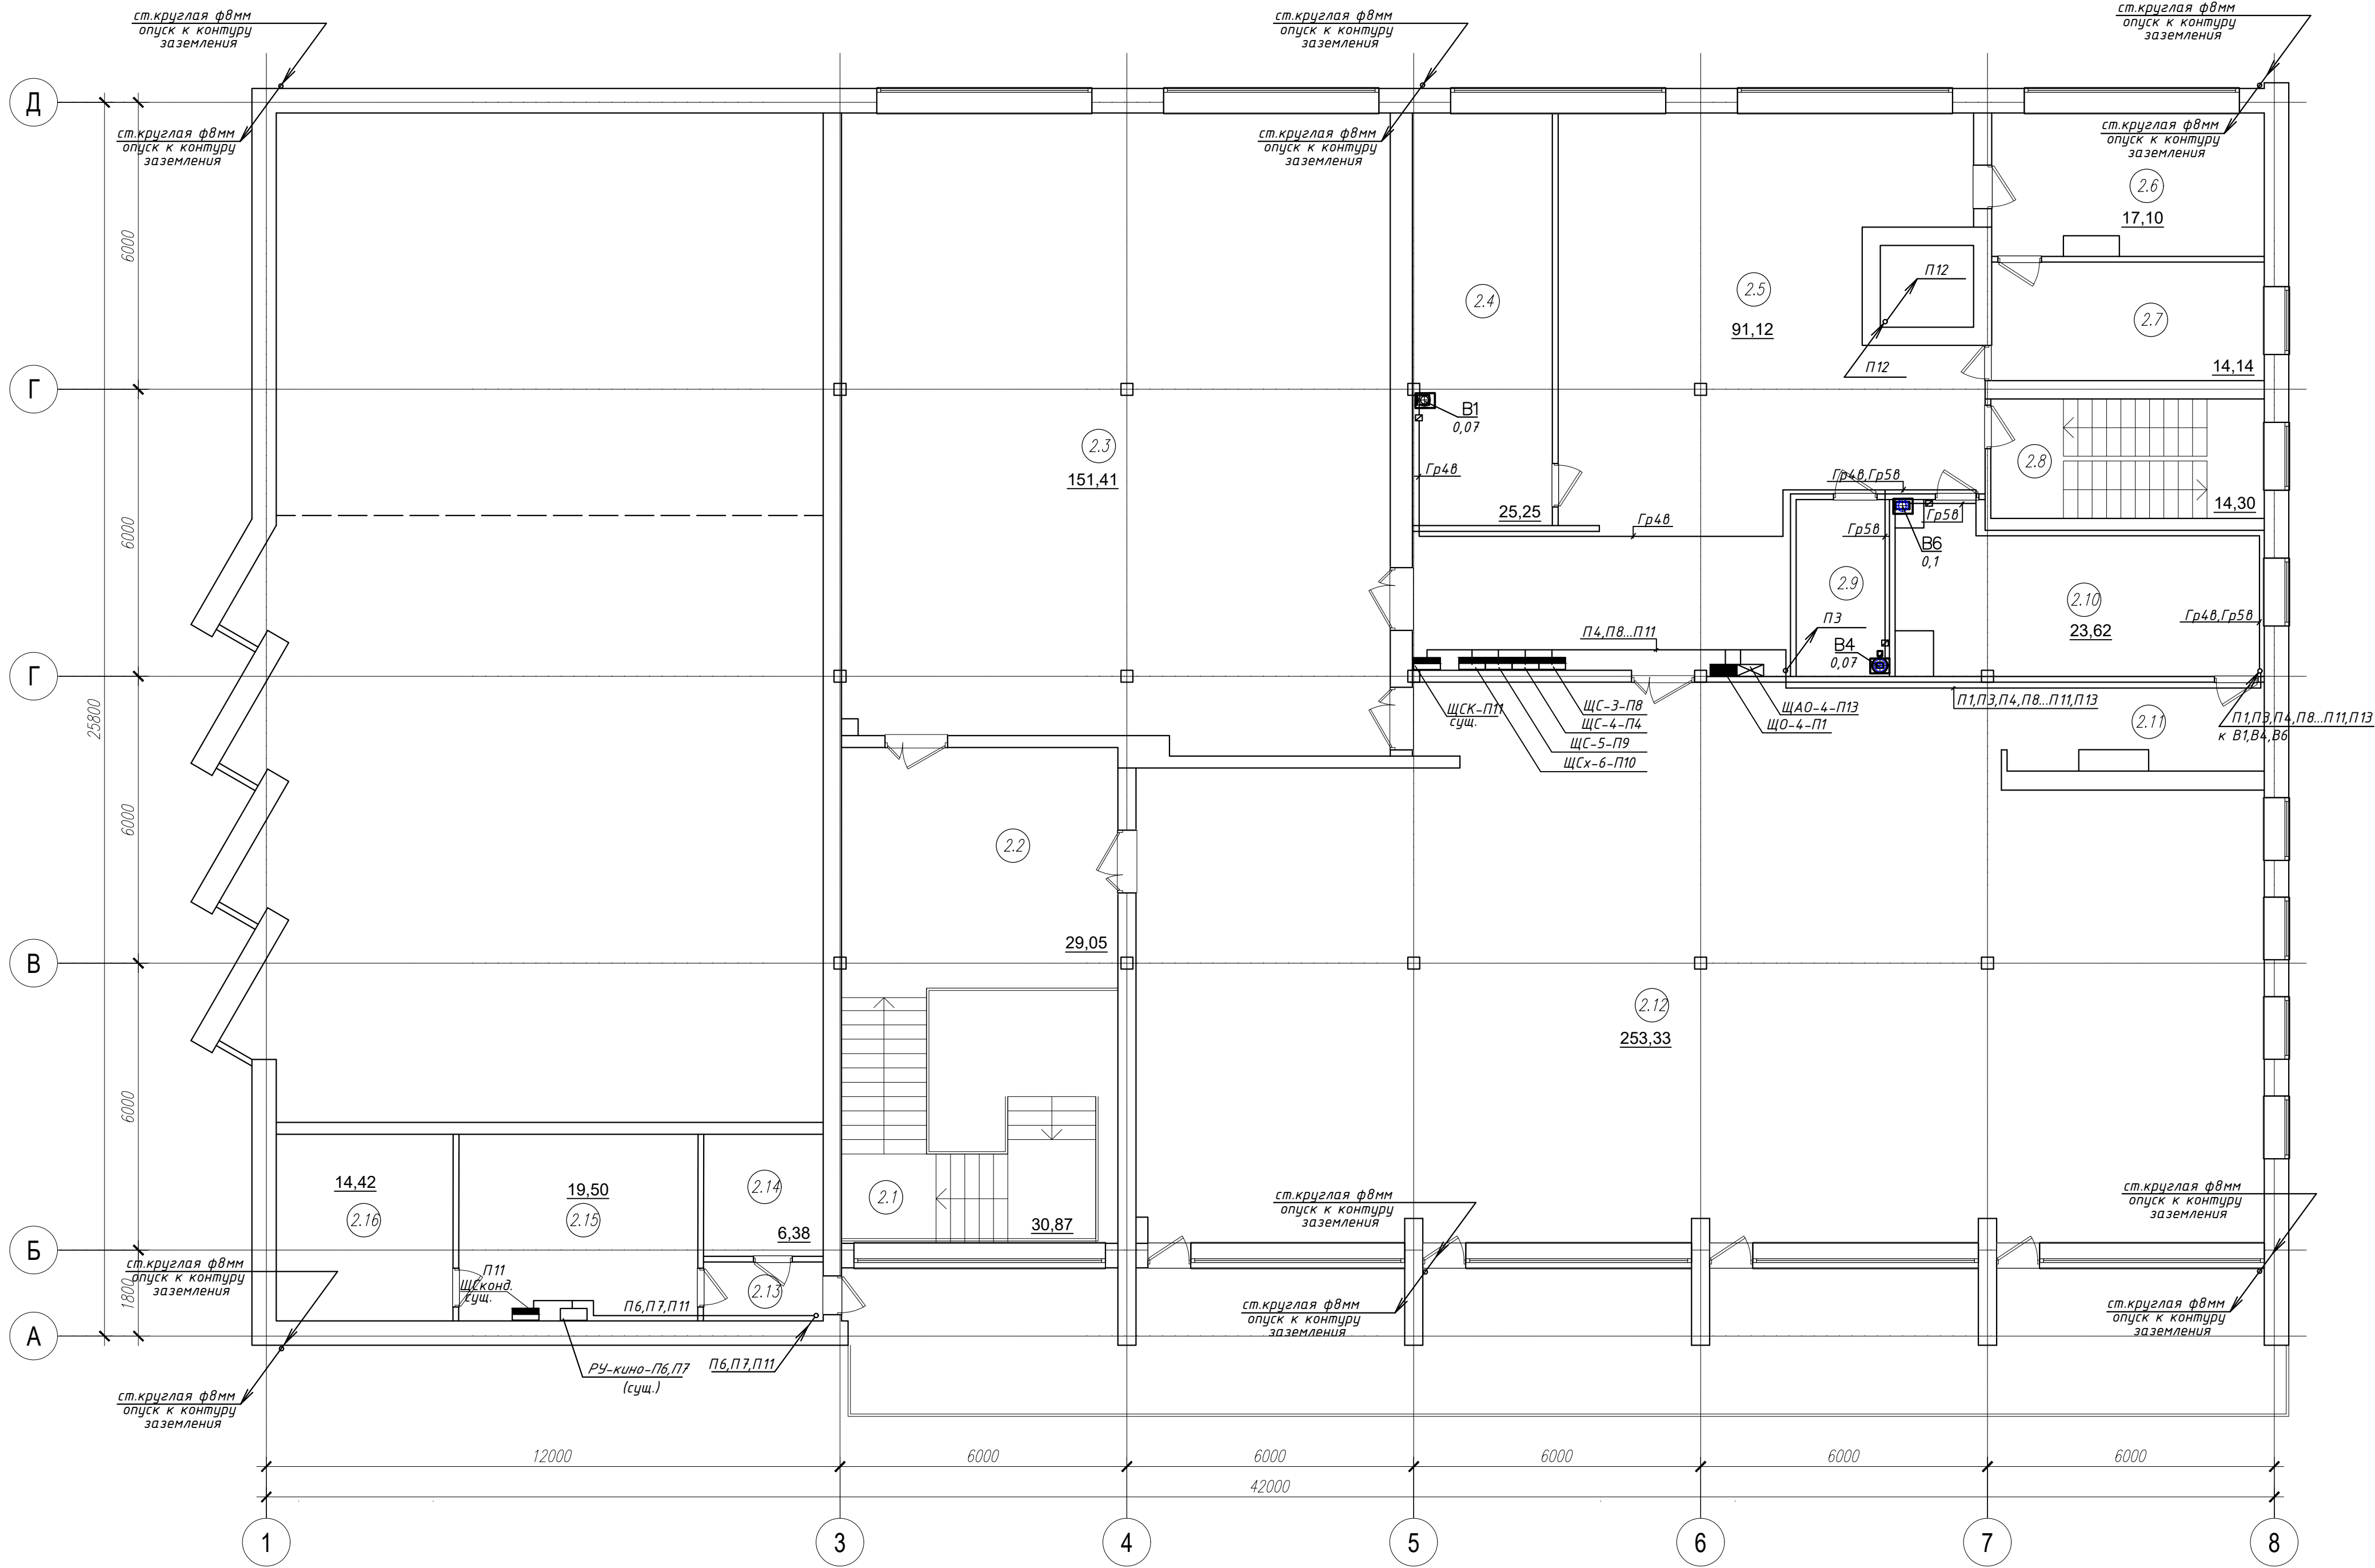 ст.круглая ф8мм
опуск к контуру
заземления
ст.круглая ф8мм
опуск к контуру
заземления
ст.круглая ф8мм
опуск к контуру
заземления
Д
ст.круглая ф8мм
опуск к контуру
заземления
ст.круглая ф8мм
опуск к контуру
заземления
ст.круглая ф8мм
опуск к контуру
заземления
6000
2.6
17,10
П12
2.4
2.5
91,12
2.7
14,14
П12
Г
В1
0,07
2.3
151,41
Гр4в
25,25
Гр4в
Гр4в,Гр5в
Гр5в
Гр5в
2.8
14,30
6000
В6
0,1
2.9
2.10
23,62
Гр4в,Гр5в
П3
П4,П8...П11
В4
0,07
Г
25800
ЩСК-П11
сущ.
ЩС-3-П8
ЩС-4-П4
ЩС-5-П9
ЩСх-6-П10
ЩАО-4-П13
ЩО-4-П1
П1,П3,П4,П8...П11,П13
2.11
П1,П3,П4,П8...П11,П13
к В1,В4,В6
6000
2.2
29,05
В
2.12
253,33
6000
14,42
2.16
19,50
2.15
2.14
6,38
2.1
30,87
ст.круглая ф8мм
опуск к контуру
заземления
ст.круглая ф8мм
опуск к контуру
заземления
Б
ст.круглая ф8мм
опуск к контуру
заземления
1800
П11
ЩСконд.
сущ.
П6,П7,П11
2.13
ст.круглая ф8мм
опуск к контуру
заземления
ст.круглая ф8мм
опуск к контуру
заземления
А
РУ-кино-П6,П7
(сущ.)
П6,П7,П11
ст.круглая ф8мм
опуск к контуру
заземления
12000
6000
6000
6000
6000
6000
42000
1
3
4
5
6
7
8